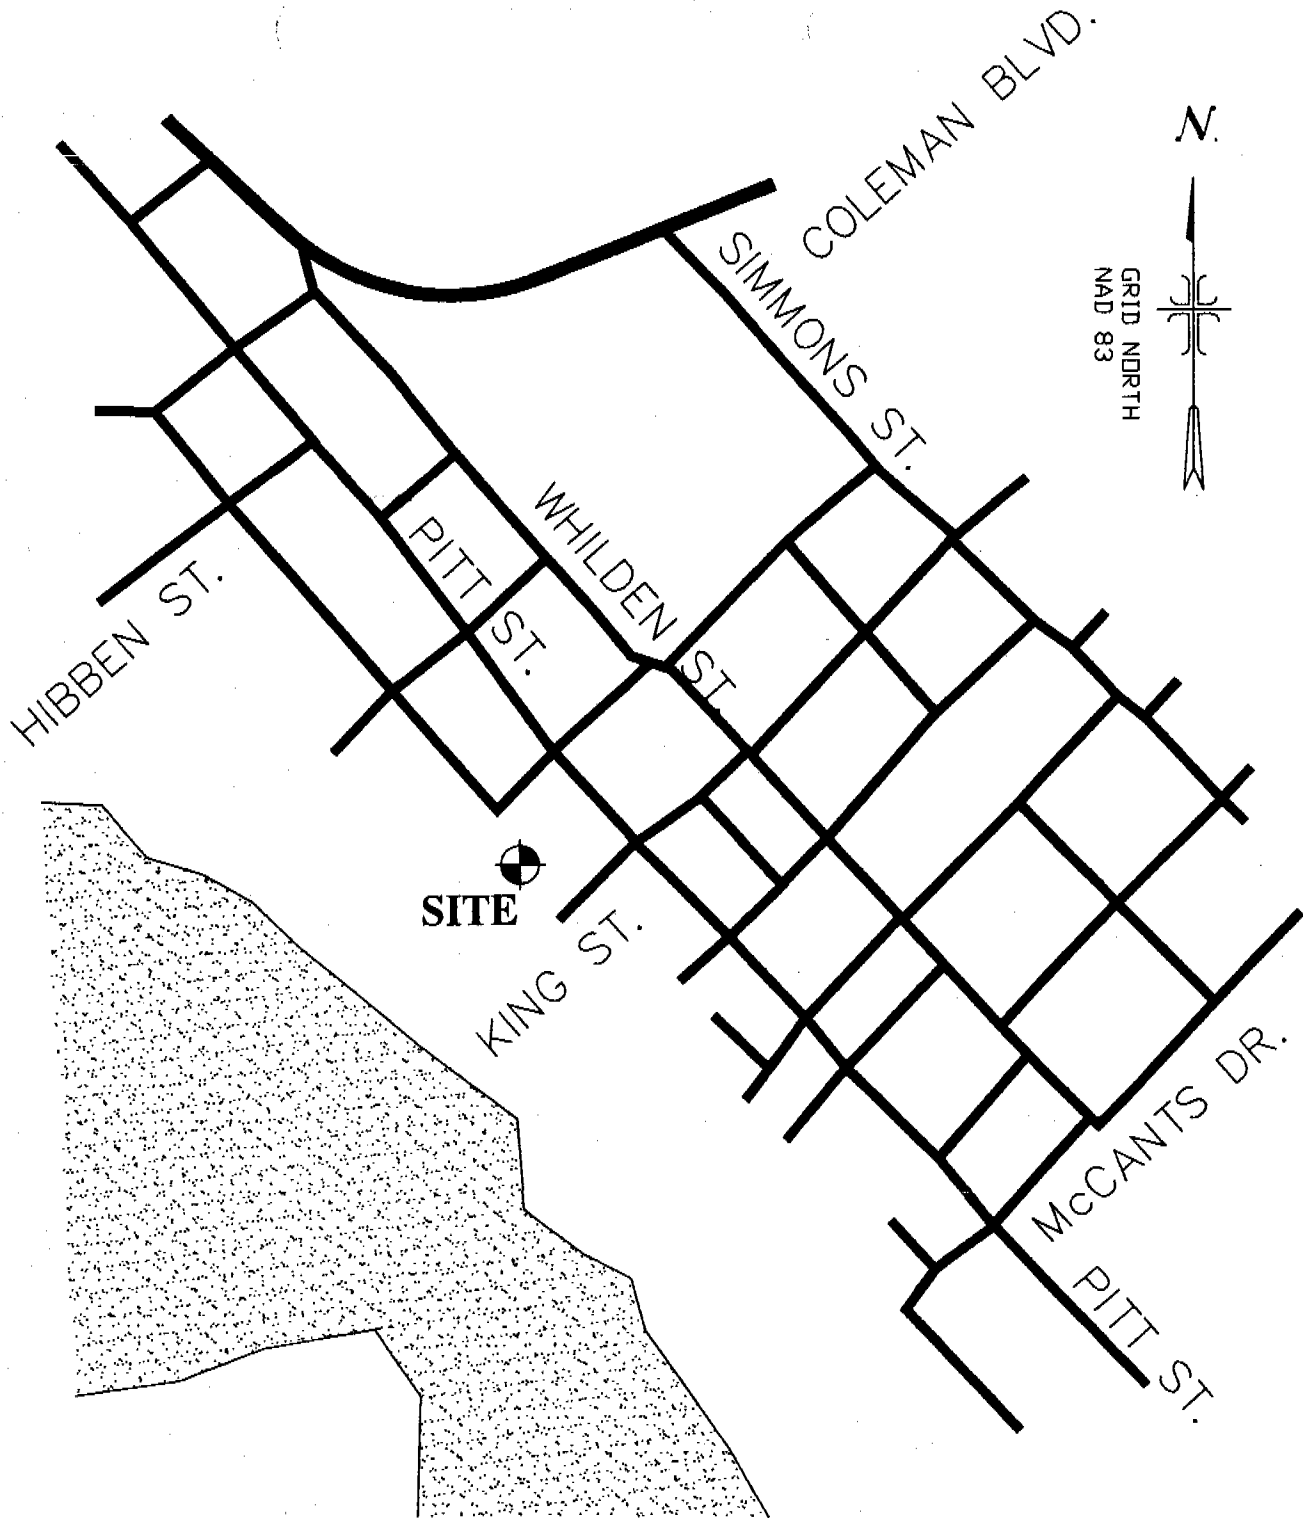 COLEMAN BLVD.
N
GRID NORTH
NAD 83
SIMMONS ST.
WHILDEN ST.
PITT ST.
HIBBEN ST.
SITE
KING ST.
McCANTS DR.
PITT ST.